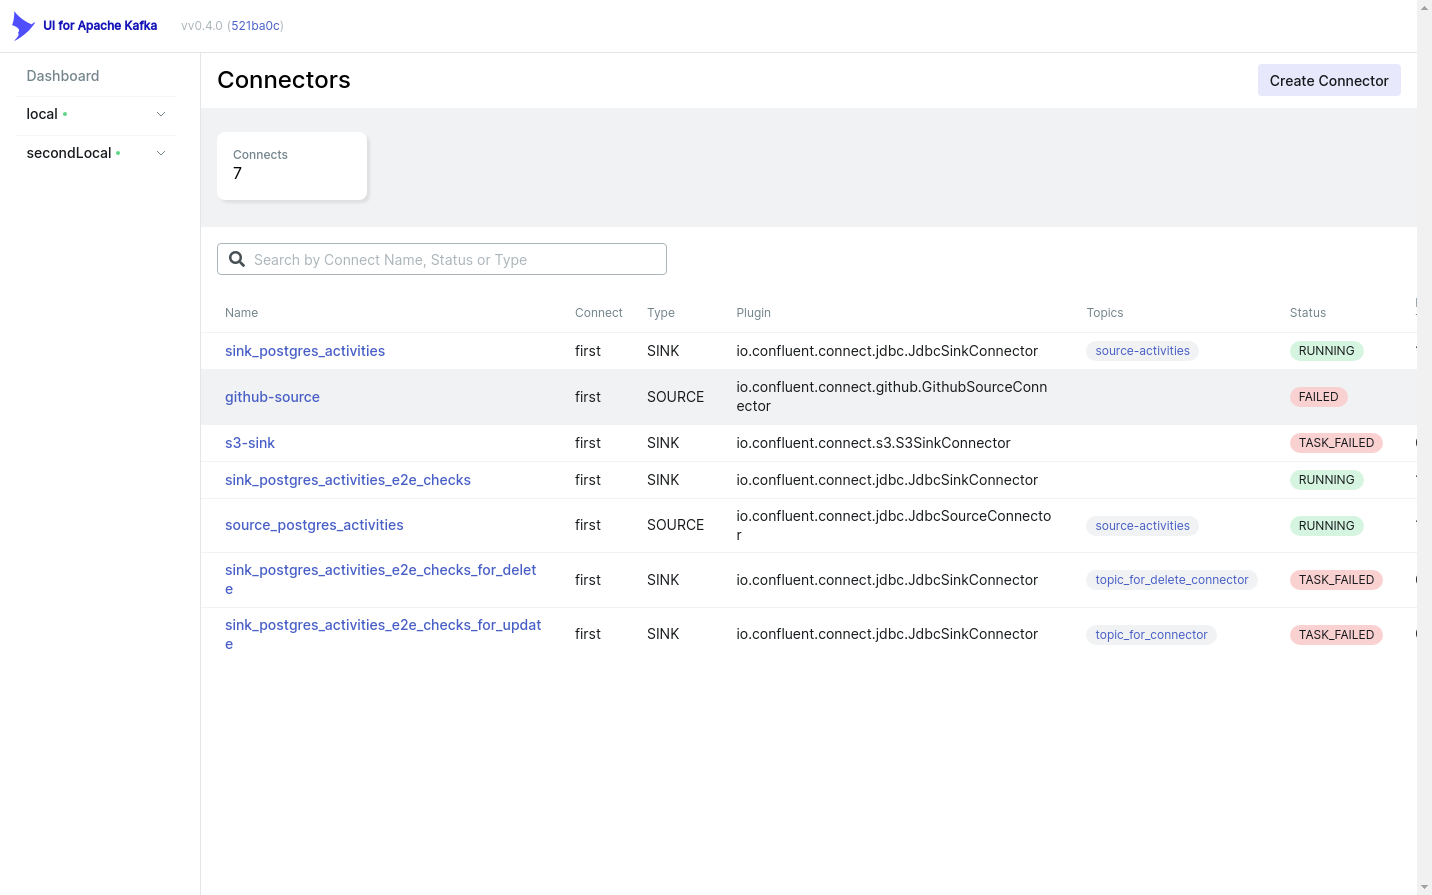 UI for Apache Kafka vv0.4.0 (521ba0c)
Dashboard
local
secondLocal
Connectors
Create Connector
Connects
7
Search by Connect Name, Status or Type
Name Connect Type Plugin Topics Status
sink_postgres_activities first SINK io.confluent.connect.jdbc.JdbcSinkConnector source-activities RUNNING
github-source first SOURCE io.confluent.connect.github.GithubSourceConn
ector FAILED
s3-sink first SINK io.confluent.connect.s3.S3SinkConnector TASK_FAILED
sink_postgres_activities_e2e_checks first SINK io.confluent.connect.jdbc.JdbcSinkConnector RUNNING
source_postgres_activities first SOURCE io.confluent.connect.jdbc.JdbcSourceConnecto
r source-activities RUNNING
sink_postgres_activities_e2e_checks_for_delet
e first SINK io.confluent.connect.jdbc.JdbcSinkConnector topic_for_delete_connector TASK_FAILED
sink_postgres_activities_e2e_checks_for_updat
e first SINK io.confluent.connect.jdbc.JdbcSinkConnector topic_for_connector TASK_FAILED